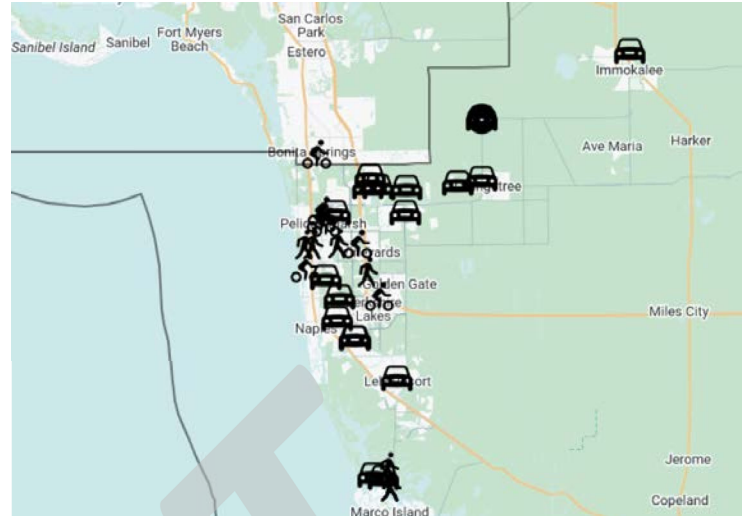 San Carlos
Park
Fort Myers
Beach
Sanibel Island
Sanibel
Estero
Immokalee
Bonita Springs
Ave Maria
Harker
Golden Gate
Lakes
Miles City
Naples
Jerome
Marco Island
Copeland